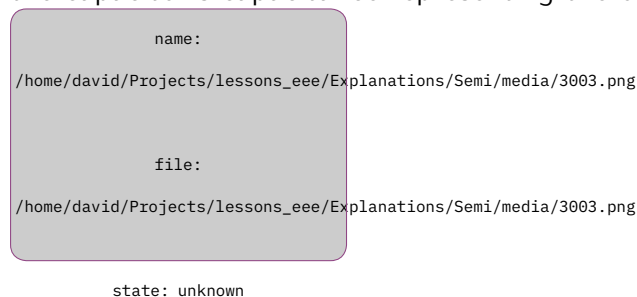 name:
/home/david/Projects/lessons_eee/Explanations/Semi/media/3003.png
file:
/home/david/Projects/lessons_eee/Explanations/Semi/media/3003.png
state: unknown